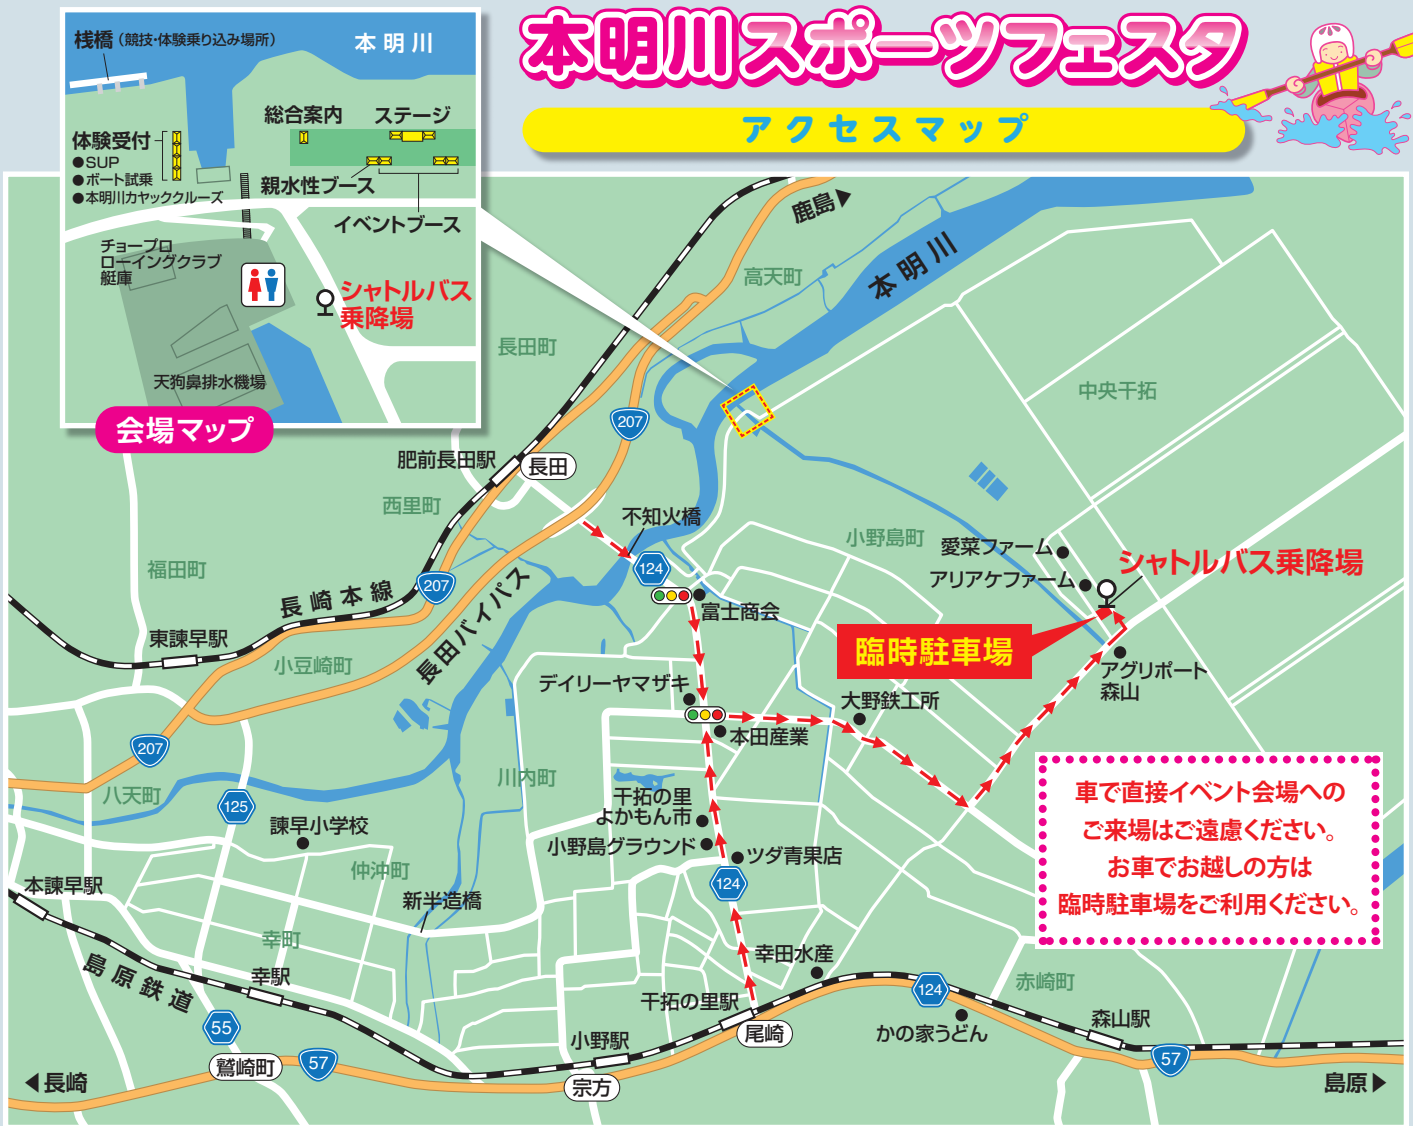 本明川スポーツフェスタ
アクセスマップ
桟橋（競技・体験乗り込み場所）
本明川
総合案内
ステージ
体験受付
●SUP
●ボート試乗
●本明川カヤッククルーズ
親水性ブース
イベントブース
チョープロ
ローイングクラブ
艇庫
シャトルバス
乗降場
天狗鼻排水機場
会場マップ
鹿島▶
本明川
高天町
長田町
中央干拓
207
肥前長田駅
長田
西里町
不知火橋
小野島町
愛菜ファーム
アリアケファーム
シャトルバス乗降場
福田町
207
124
長崎本線
長田バイパス
富士商会
東諫早駅
小豆崎町
臨時駐車場
アグリポート
森山
デイリーヤマザキ
大野鉄工所
本田産業
207
八天町
125
川内町
干拓の里
よかもん市
諫早小学校
小野島グラウンド
ツダ青果店
車で直接イベント会場への
ご来場はご遠慮ください。
お車でお越しの方は
臨時駐車場をご利用ください。
仲沖町
124
本諫早駅
新半造橋
幸町
島原鉄道
幸駅
幸田水産
干拓の里駅
124
赤崎町
55
小野駅
尾崎
かの家うどん
森山駅
鷲崎町
57
宗方
57
◀長崎
島原▶